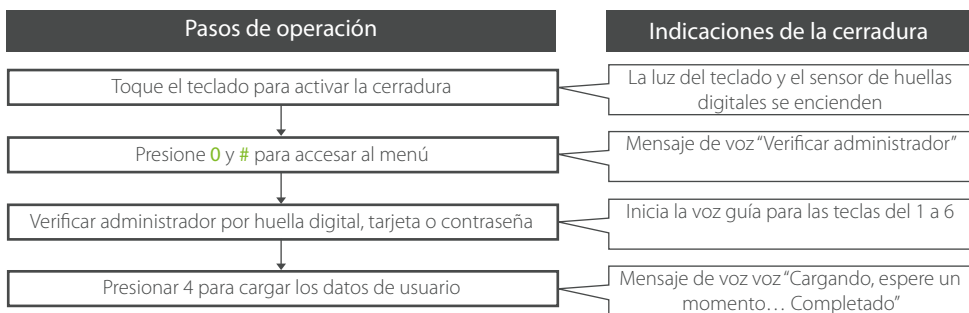 Pasos de operación
Indicaciones de la cerradura
Toque el teclado para activar la cerradura
La luz del teclado y el sensor de huellas
digitales se encienden
Presione 0 y # para accesar al menú
Mensaje de voz “Verificar administrador”
Verificar administrador por huella digital, tarjeta o contraseña
Inicia la voz guía para las teclas del 1 a 6
Presionar 4 para cargar los datos de usuario
Mensaje de voz voz “Cargando, espere un
momento… Completado”